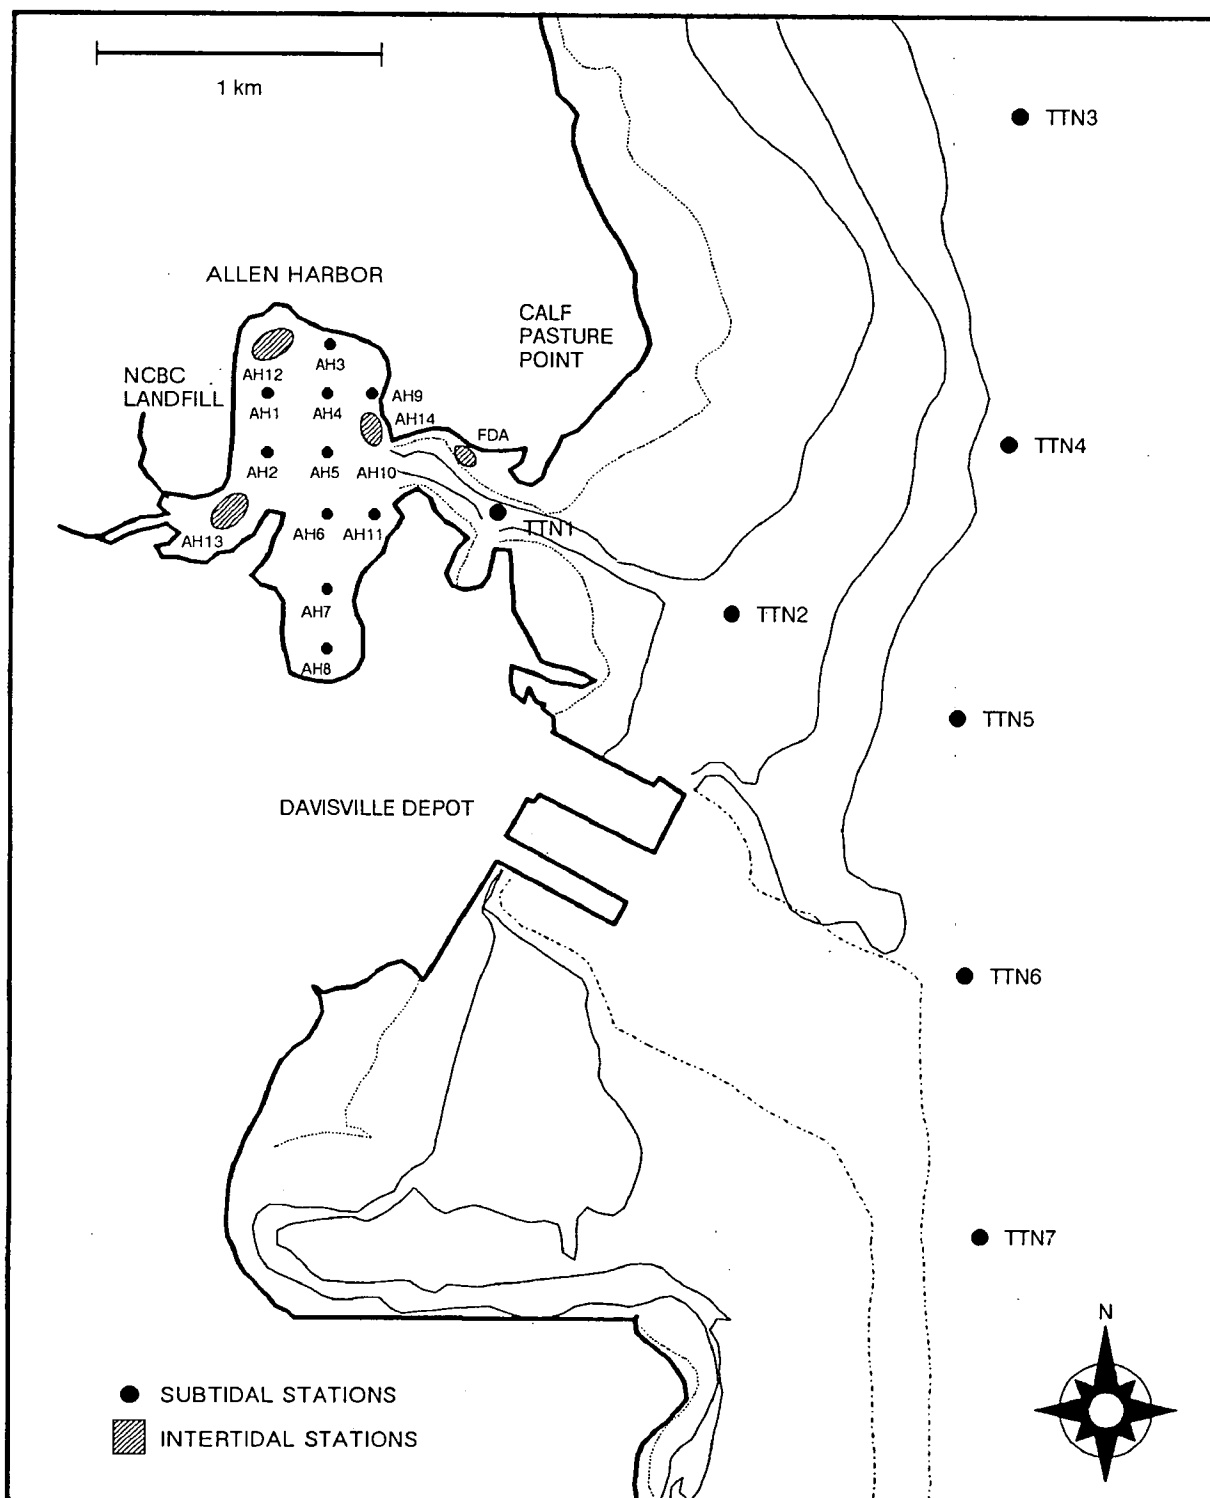 1 km
TTN3
ALLEN HARBOR
CALF
PASTURE
POINT
AH3
AH12
NCBC
LANDFILL
AH1
AH4
AH9
AH14
FDA
TTN4
AH2
AH5
AH10
TTN1
AH13
AH6
AH11
AH7
TTN2
AH8
TTN5
DAVISVILLE DEPOT
TTN6
TTN7
N
SUBTIDAL STATIONS
INTERTIDAL STATIONS